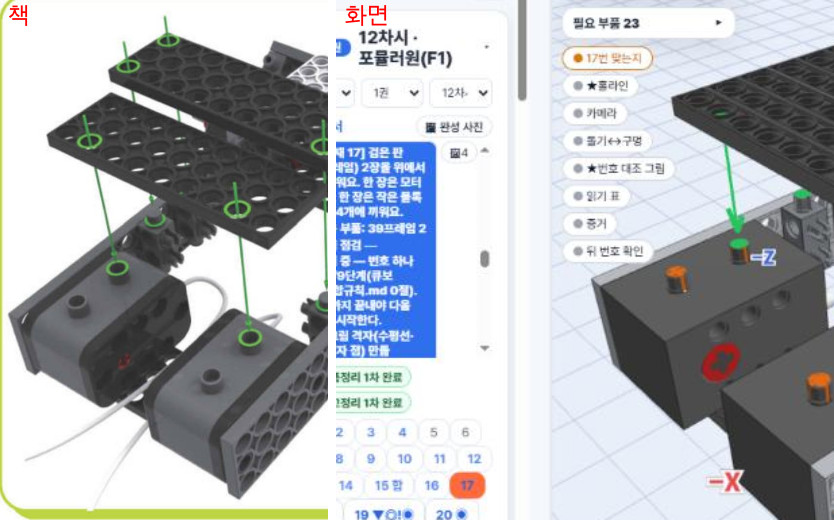 책
화면
12차시 ·
포뮬러원(F1)
1권
12차
완성 사진
4
재 17] 검은 판
레임) 2장을 위에서
워요. 한 장은 모터
한 장은 작은 블록
4개에 끼워요.
부품: 39프레임 2
점검 —
중 — 번호 하나
9단계(큐보
합규칙.md 0절).
까지 끝내야 다음
시작한다.
그림 격자(수평선·
자 점) 만듦
정리 1차 완료
정리 1차 완료
2 3 4 5 6
8 9 10 11 12
14 15 합 16 17
19 ▼◎!◉ 20 ◉
필요 부품 23 ▸
17번 맞는지
★홀라인
카메라
돌기↔구멍
★번호 대조 그림
읽기 표
증거
뒤 번호 확인
−Z
−X